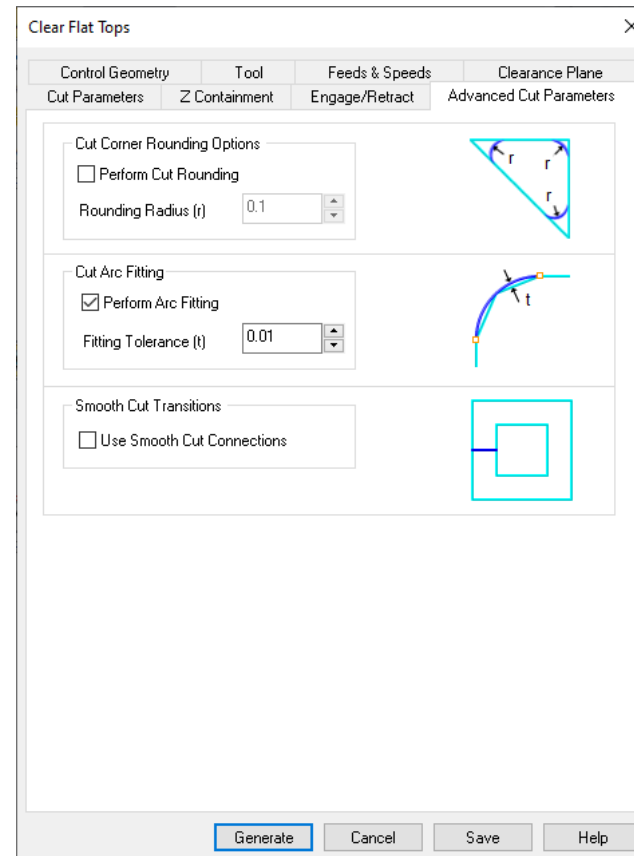 Clear Flat Tops
Control Geometry Tool Feeds & Speeds Clearance Plane
Cut Parameters Z Containment Engage/Retract Advanced Cut Parameters
Cut Corner Rounding Options
Perform Cut Rounding
Rounding Radius (r) 0.1
r r
r
Cut Arc Fitting
Perform Arc Fitting
Fitting Tolerance (t) 0.01
t
Smooth Cut Transitions
Use Smooth Cut Connections
Generate Cancel Save Help